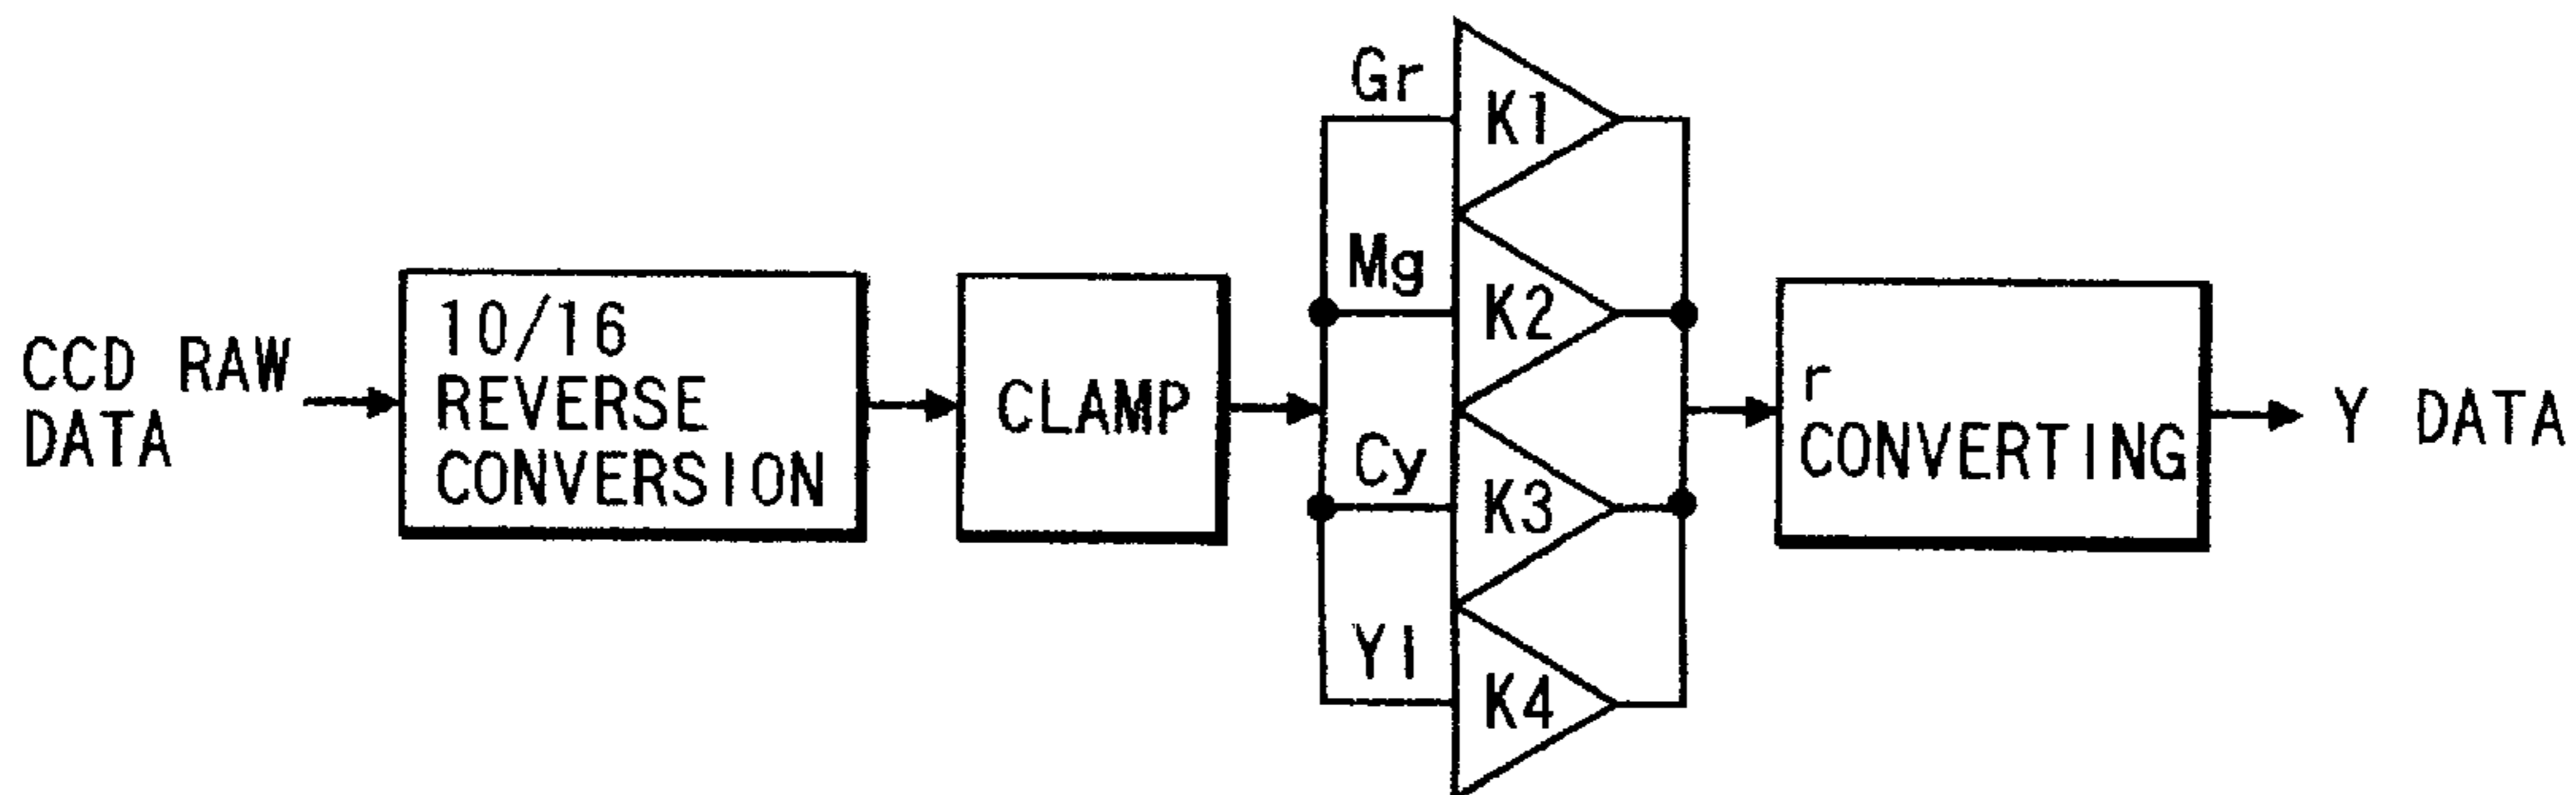 CCD RAW
DATA
10/16
REVERSE
CONVERSION
CLAMP
Gr
Mg
Cy
Yl
K1
K2
K3
K4
r
CONVERTING
Y DATA